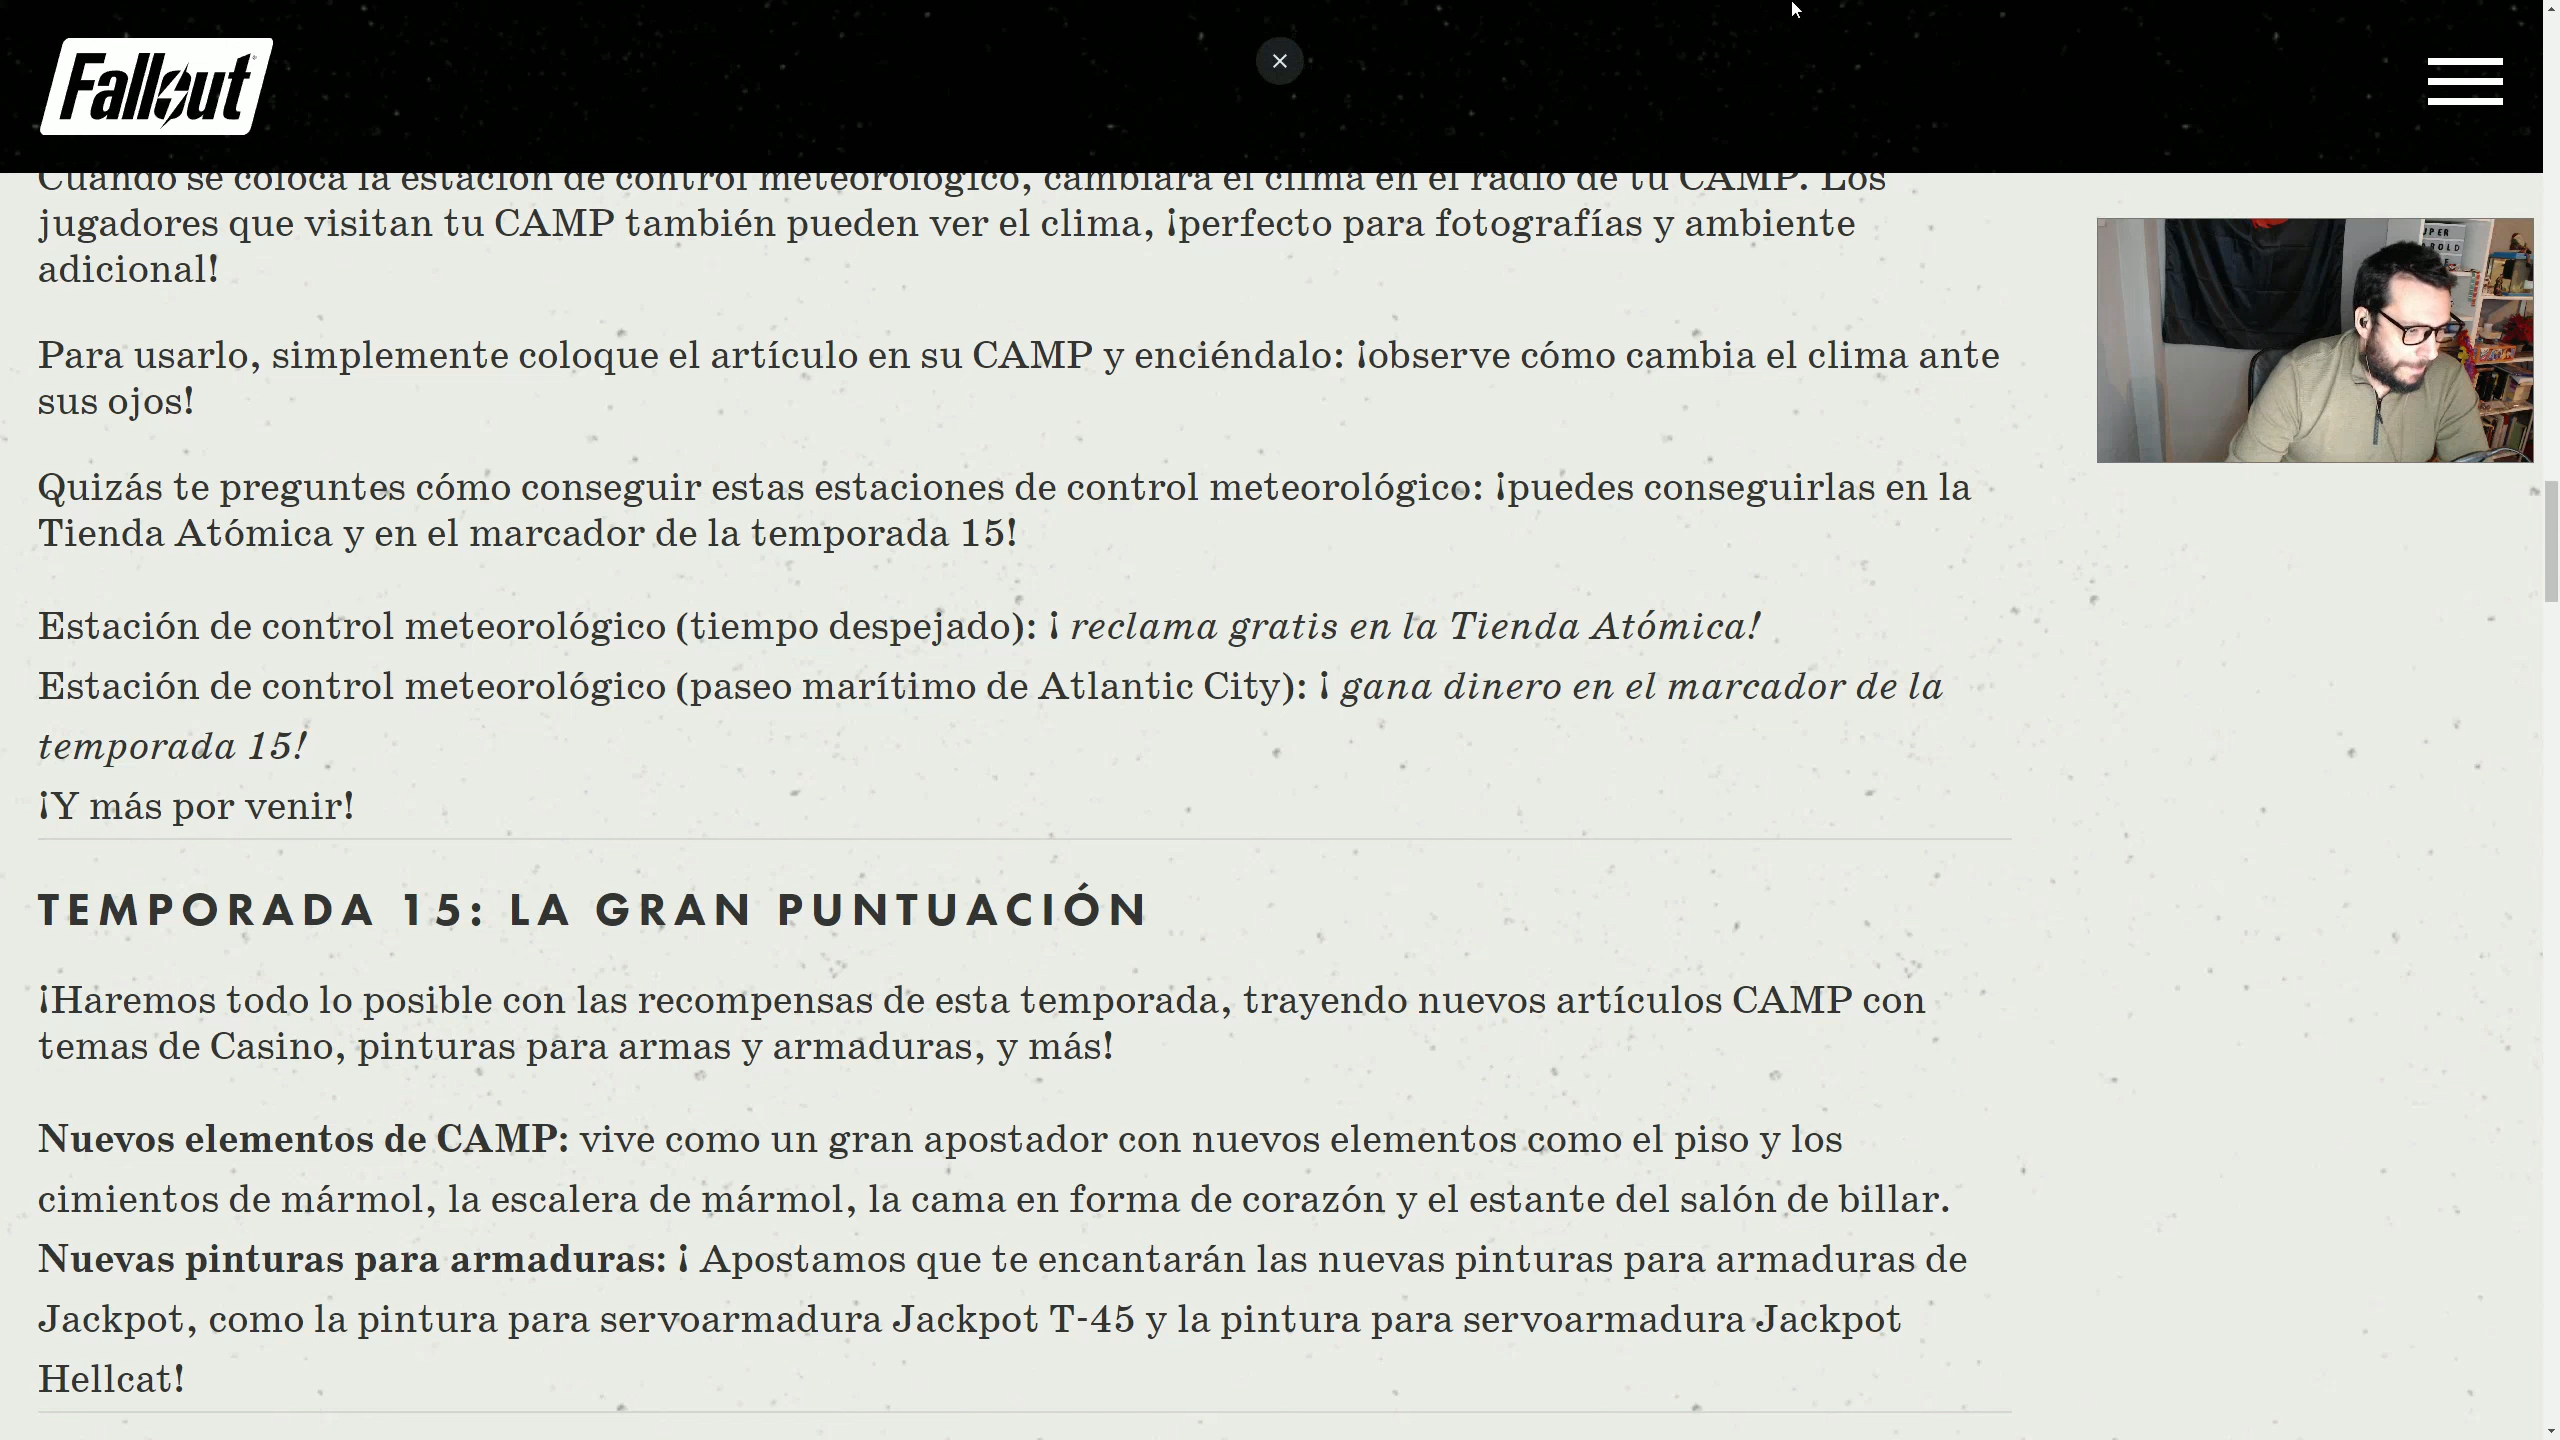 Fallout
Cuando se coloca la estación de control meteorológico, cambiará el clima en el radio de tu CAMP. Los
jugadores que visitan tu CAMP también pueden ver el clima, ¡perfecto para fotografías y ambiente
adicional!
Para usarlo, simplemente coloque el artículo en su CAMP y enciéndalo: ¡observe cómo cambia el clima ante
sus ojos!
Quizás te preguntes cómo conseguir estas estaciones de control meteorológico: ¡puedes conseguirlas en la
Tienda Atómica y en el marcador de la temporada 15!
Estación de control meteorológico (tiempo despejado): ¡ reclama gratis en la Tienda Atómica!
Estación de control meteorológico (paseo marítimo de Atlantic City): ¡ gana dinero en el marcador de la
temporada 15!
¡Y más por venir!
TEMPORADA 15: LA GRAN PUNTUACIÓN
¡Haremos todo lo posible con las recompensas de esta temporada, trayendo nuevos artículos CAMP con
temas de Casino, pinturas para armas y armaduras, y más!
Nuevos elementos de CAMP: vive como un gran apostador con nuevos elementos como el piso y los
cimientos de mármol, la escalera de mármol, la cama en forma de corazón y el estante del salón de billar.
Nuevas pinturas para armaduras: ¡ Apostamos que te encantarán las nuevas pinturas para armaduras de
Jackpot, como la pintura para servoarmadura Jackpot T-45 y la pintura para servoarmadura Jackpot
Hellcat!